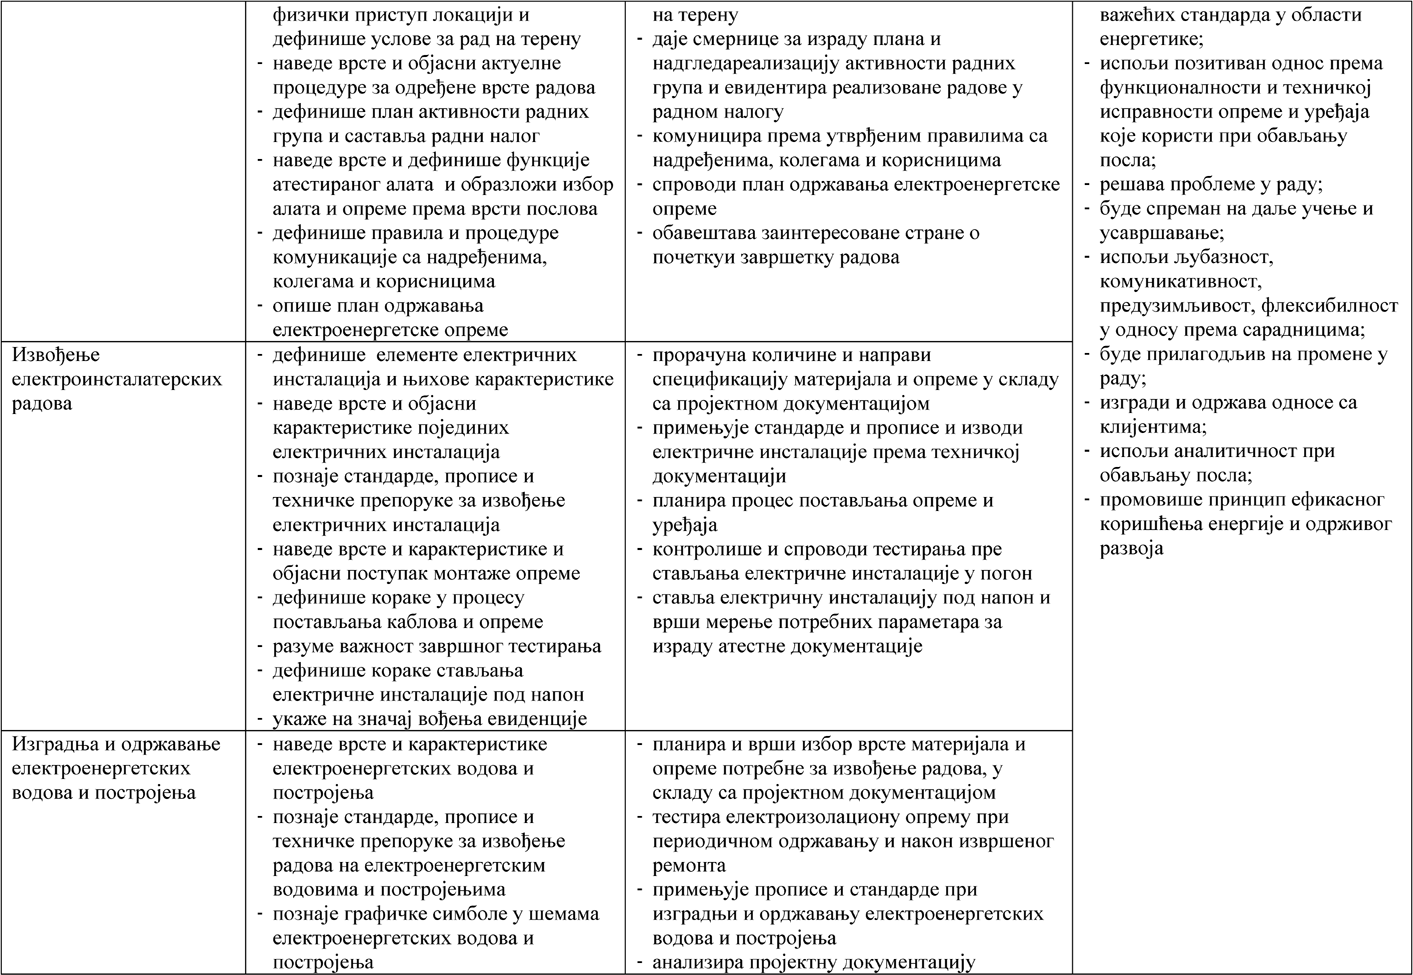 физички приступ локацији и
дефинише услове за рад на терену
- наведе врсте и објасни актуелне
процедуре за одређене врсте радова
- дефинише план активности радних
група и саставља радни налог
- наведе врсте и дефинише функције
атестираног алата и образложи избор
алата и опреме према врсти послова
- дефинише правила и процедуре
комуникације са надређенима,
колегама и корисницима
- опише план одржавања
електроенергетске опреме
на терену
- даје смернице за израду плана и
надгледареализацију активности радних
група и евидентира реализоване радове у
радном налогу
- комуницира према утврђеним правилима са
надређенима, колегама и корисницима
- спроводи план одржавања електроенергетске
опреме
- обавештава заинтересоване стране о
почеткуи завршетку радова
важећих стандарда у области
енергетике;
- испољи позитиван однос према
функционалности и техничкој
исправности опреме и уређаја
које користи при обављању
посла;
- решава проблеме у раду;
- буде спреман на даље учење и
усавршавање;
- испољи љубазност,
комуникативност,
предузимљивост, флексибилност
у односу према сарадницима;
- буде прилагодљив на промене у
раду;
- изгради и одржава односе са
клијентима;
- испољи аналитичност при
обављању посла;
- промовише принцип ефикасног
коришћења енергије и одрживог
развоја
Извођење
електроинсталатерских
радова
- дефинише елементе електричних
инсталација и њихове карактеристике
- наведе врсте и објасни
карактеристике појединих
електричних инсталација
- познаје стандарде, прописе и
техничке препоруке за извођење
електричних инсталација
- наведе врсте и карактеристике и
објасни поступак монтаже опреме
- дефинише кораке у процесу
постављања каблова и опреме
- разуме важност завршног тестирања
- дефинише кораке стављања
електричне инсталације под напон
- укаже на значај вођења евиденције
- прорачуна количине и направи
спецификацију материјала и опреме у складу
са пројектном документацијом
- примењује стандарде и прописе и изводи
електричне инсталације према техничкој
документацији
- планира процес постављања опреме и
уређаја
- контролише и спроводи тестирања пре
стављања електричне инсталације у погон
- ставља електричну инсталацију под напон и
врши мерење потребних параметара за
израду атестне документације
Изградња и одржавање
електроенергетских
водова и постројења
- наведе врсте и карактеристике
електроенергетских водова и
постројења
- познаје стандарде, прописе и
техничке препоруке за извођење
радова на електроенергетским
водовима и постројењима
- познаје графичке симболе у шемама
електроенергетских водова и
постројења
- планира и врши избор врсте материјала и
опреме потребне за извођење радова, у
складу са пројектном документацијом
- тестира електроизолациону опрему при
периодичном одржавању и након извршеног
ремонта
- примењује прописе и стандарде при
изградњи и орджавању електроенергетских
водова и постројења
- анализира пројектну документацију